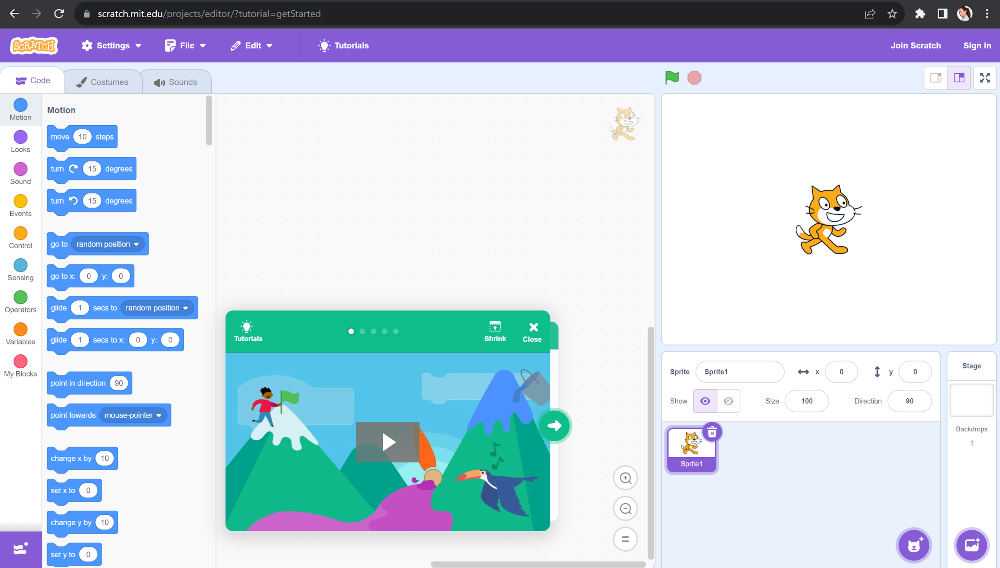 scratch.mit.edu/projects/editor/?tutorial=getStarted
SCRATCH
Settings
File
Edit
Tutorials
Join Scratch
Sign in
Code
Costumes
Sounds
Motion
Looks
Sound
Events
Control
Sensing
Operators
Variables
My Blocks
Motion
move 10 steps
turn 15 degrees
turn 15 degrees
go to random position
go to x: 0 y: 0
glide 1 secs to random position
glide 1 secs to x: 0 y: 0
point in direction 90
point towards mouse-pointer
change x by 10
set x to 0
change y by 10
set y to 0
Tutorials
Shrink
Close
Sprite Sprite1 x 0 y 0
Show Size 100 Direction 90
Sprite1
Stage
Backdrops
1